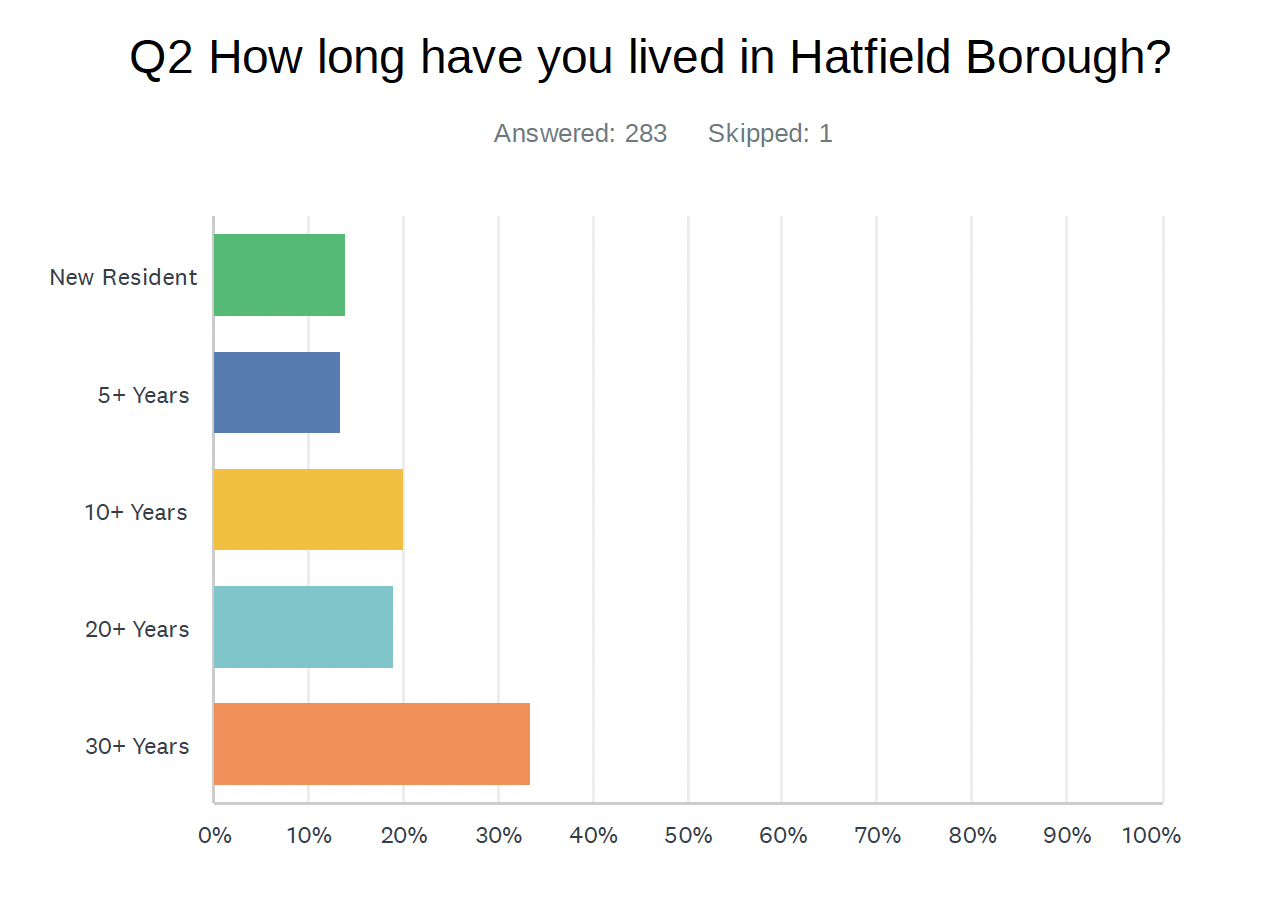 Q2 How long have you lived in Hatfield Borough?
Answered: 283 Skipped: 1
New Resident
5+ Years
10+ Years
20+ Years
30+ Years
0% 10% 20% 30% 40% 50% 60% 70% 80% 90% 100%